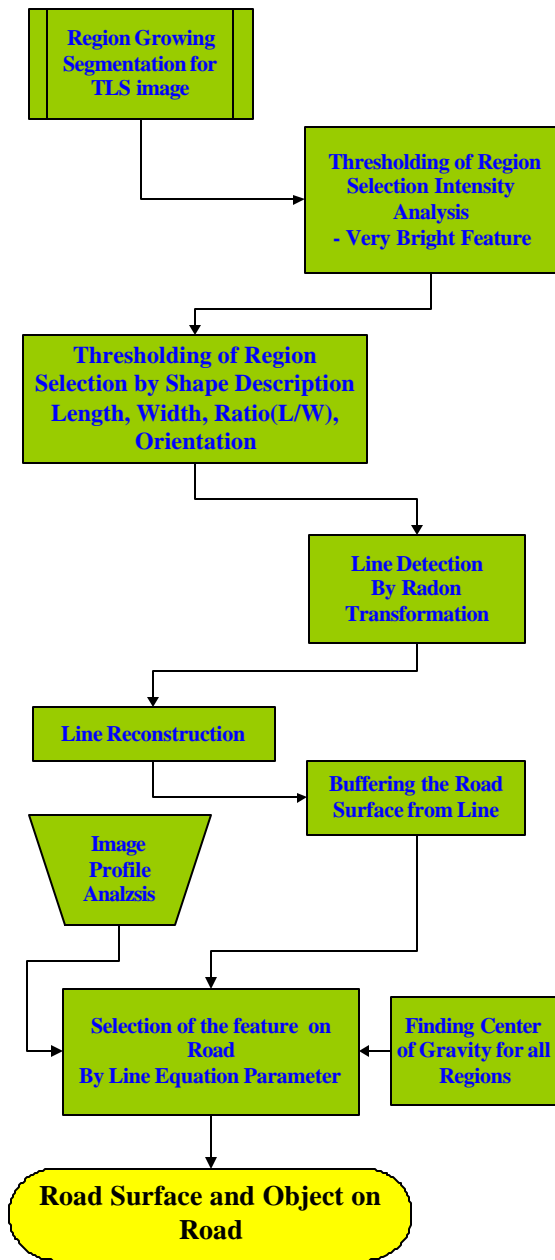 Region Growing
Segmentation for
TLS image
Thresholding of Region
Selection Intensity
Analysis
- Very Bright Feature
Thresholding of Region
Selection by Shape Description
Length, Width, Ratio(L/W),
Orientation
Line Detection
By Radon
Transformation
Line Reconstruction
Buffering the Road
Surface from Line
Image
Profile
Analzsis
Selection of the feature on
Road
By Line Equation Parameter
Finding Center
of Gravity for all
Regions
Road Surface and Object on
Road